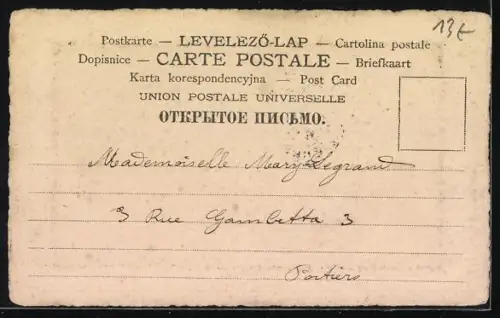 13€
Postkarte — LEVELEZŐ-LAP — Cartolina postale
Dopisnice — CARTE POSTALE — Briefkaart
Karta korespondencyjna — Post Card
UNION POSTALE UNIVERSELLE
ОТКРЫТОЕ ПИСЬМО.
Mademoiselle Mary Legrand
3 Rue Gambetta 3
Poitiers